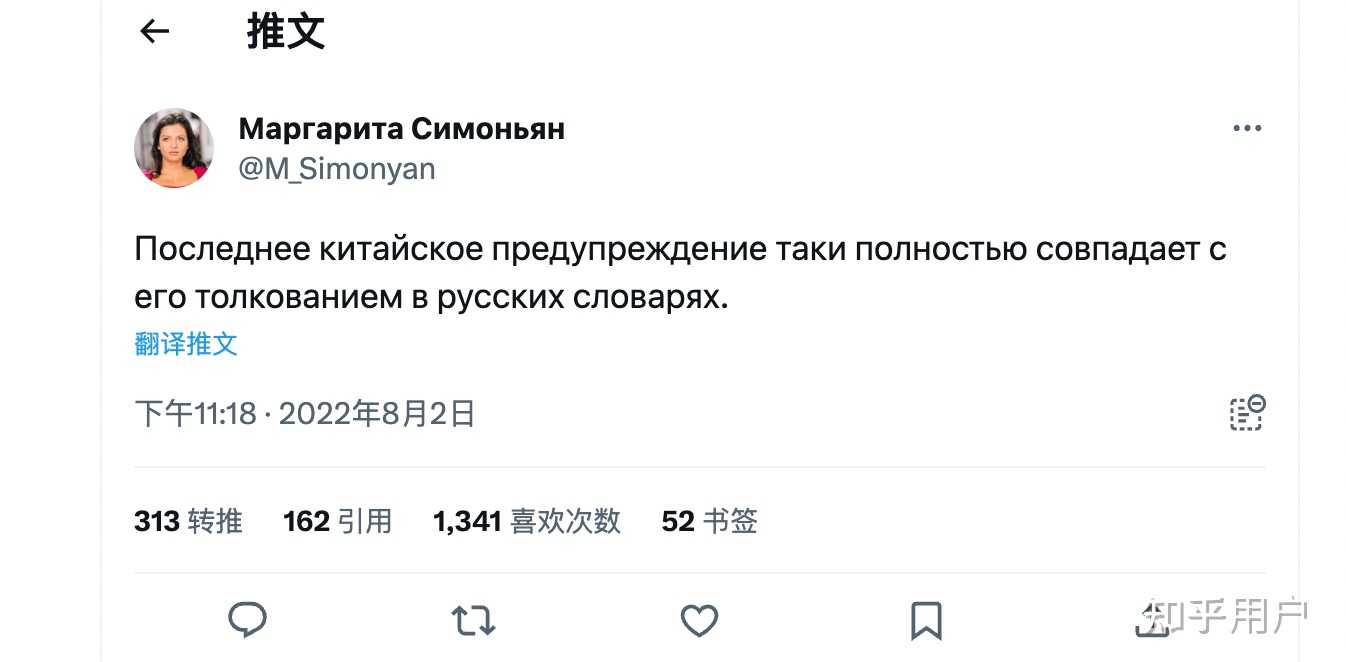 推文
Маргарита Симоньян
@M_Simonyan
Последнее китайское предупреждение таки полностью совпадает с
его толкованием в русских словарях.
翻译推文
下午11:18 · 2022年8月2日
313 转推 162 引用 1,341 喜欢次数 52 书签
知乎用户